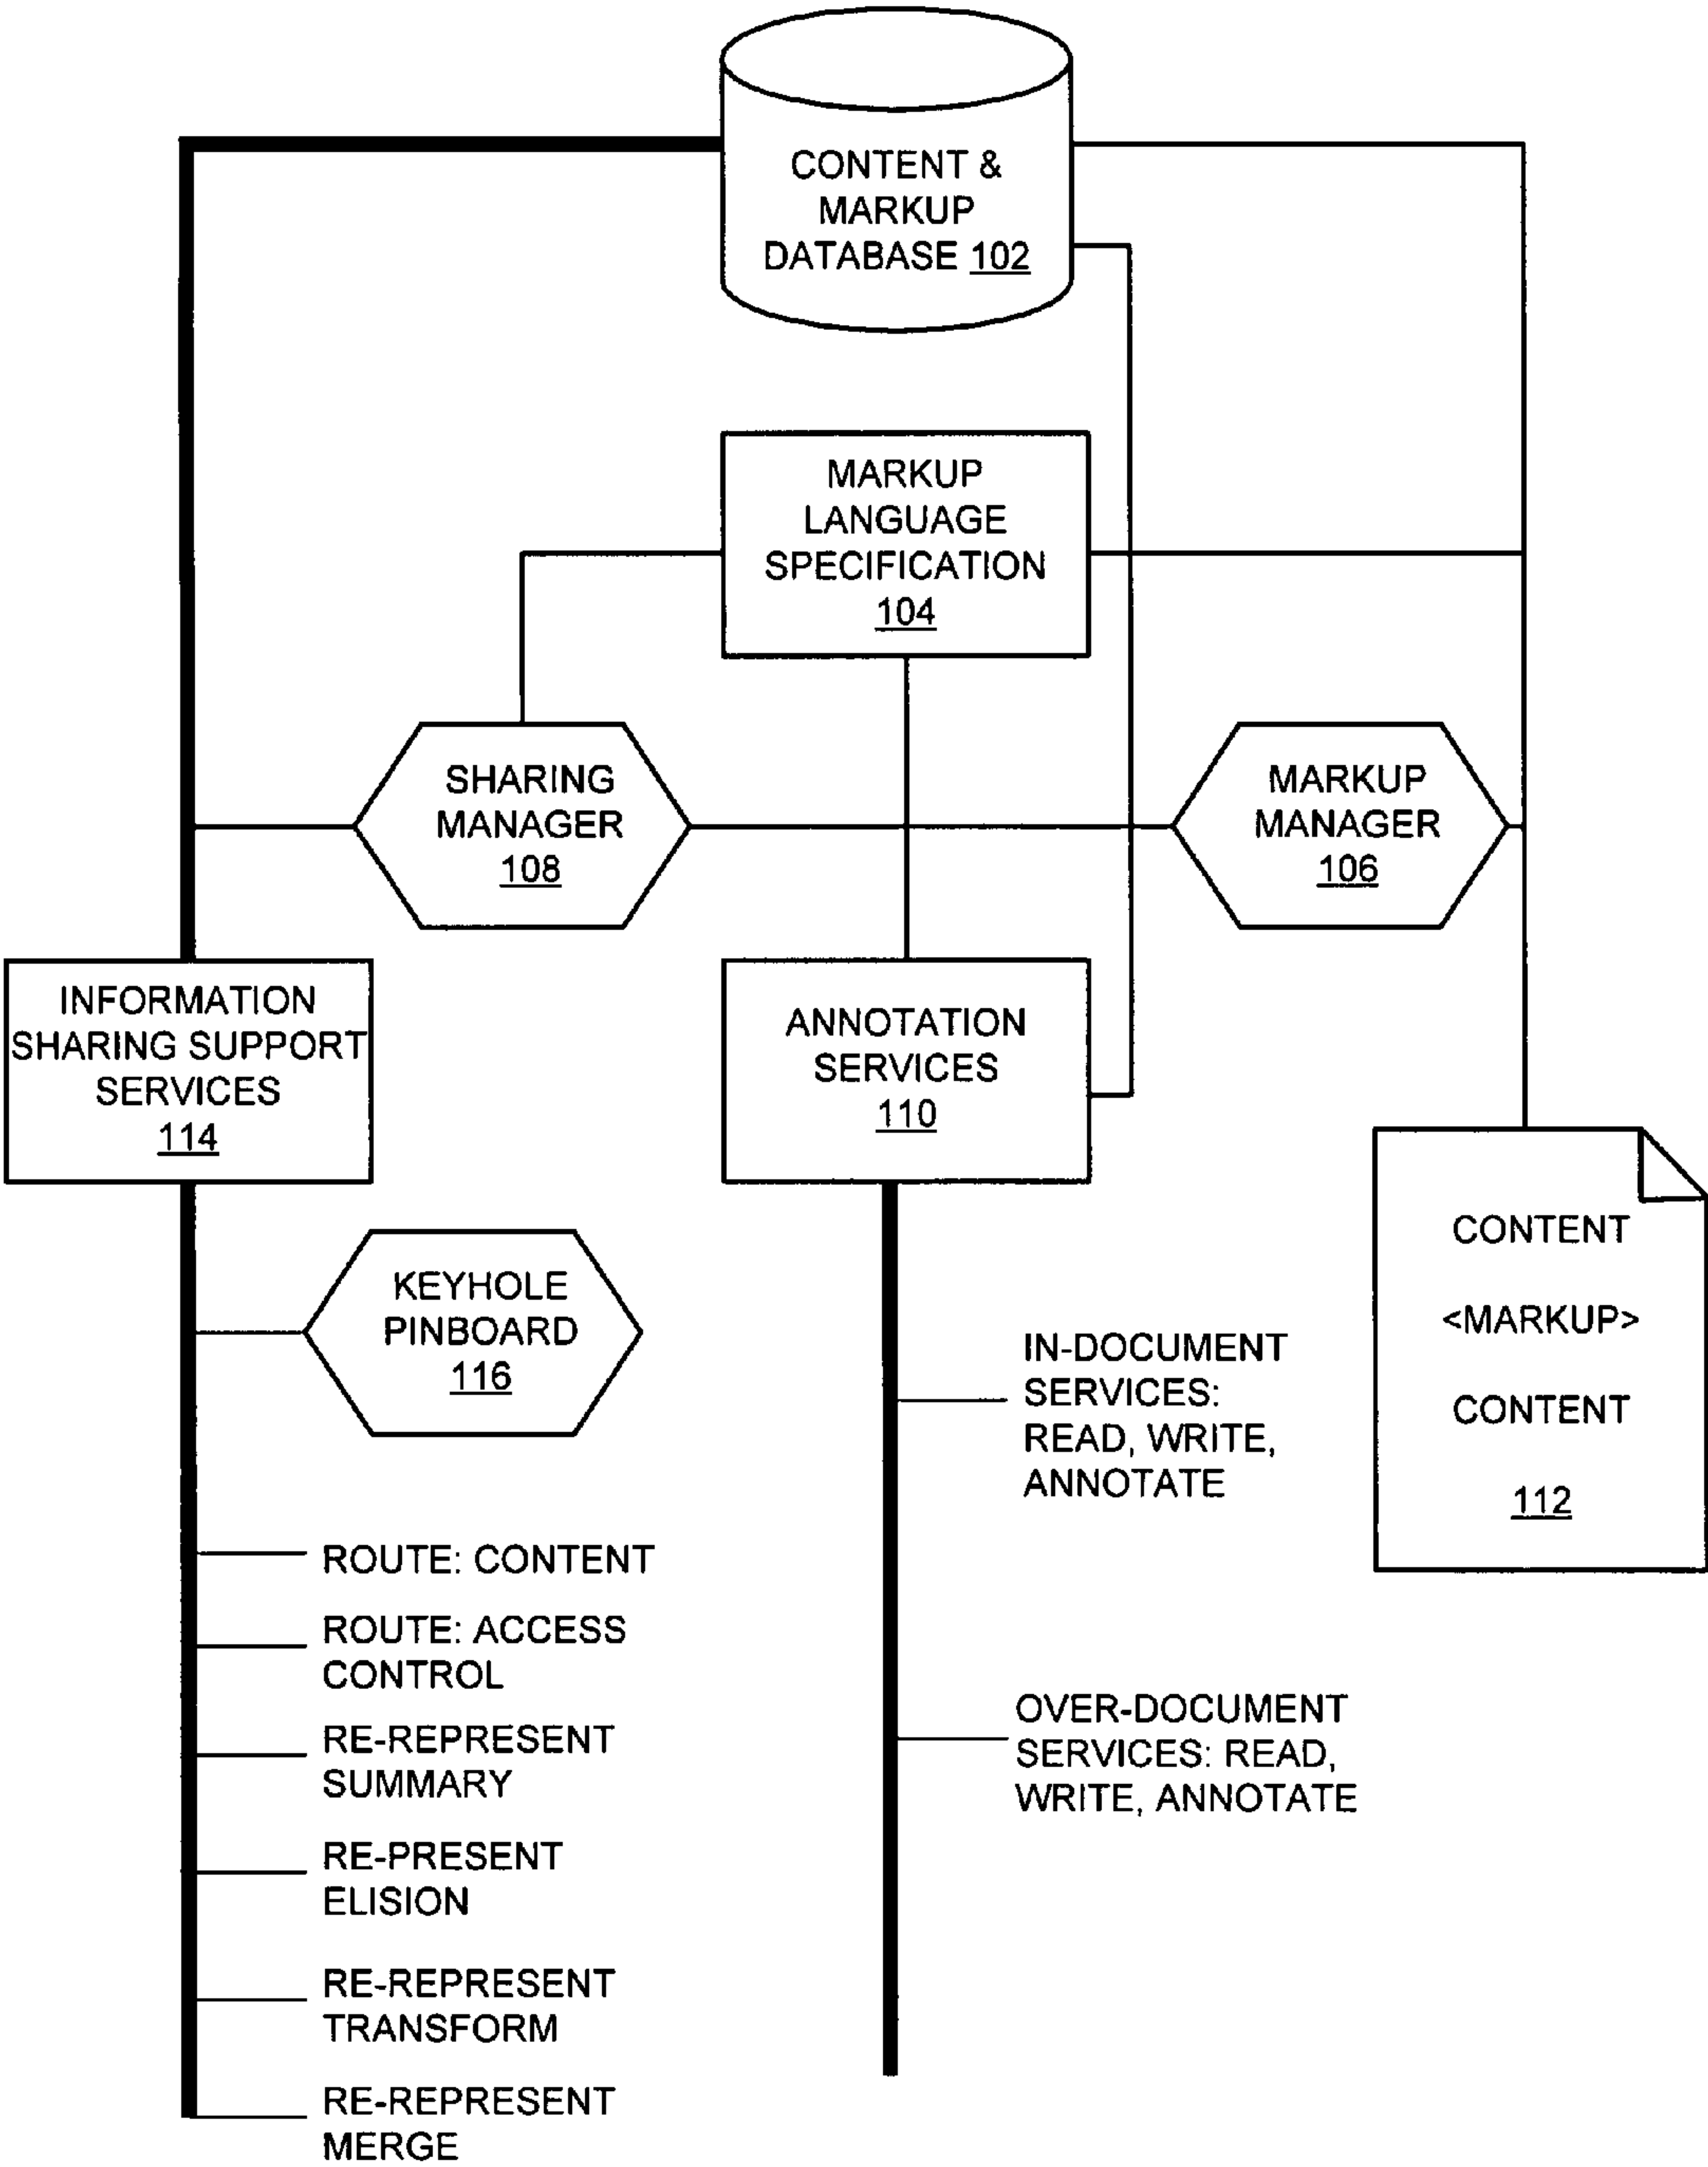 CONTENT &
MARKUP
DATABASE 102
MARKUP
LANGUAGE
SPECIFICATION
104
SHARING
MANAGER
108
MARKUP
MANAGER
106
INFORMATION
SHARING SUPPORT
SERVICES
114
ANNOTATION
SERVICES
110
KEYHOLE
PINBOARD
116
CONTENT
<MARKUP>
CONTENT
112
IN-DOCUMENT
SERVICES:
READ, WRITE,
ANNOTATE
ROUTE: CONTENT
ROUTE: ACCESS
CONTROL
RE-REPRESENT
SUMMARY
RE-PRESENT
ELISION
RE-REPRESENT
TRANSFORM
RE-REPRESENT
MERGE
OVER-DOCUMENT
SERVICES: READ,
WRITE, ANNOTATE